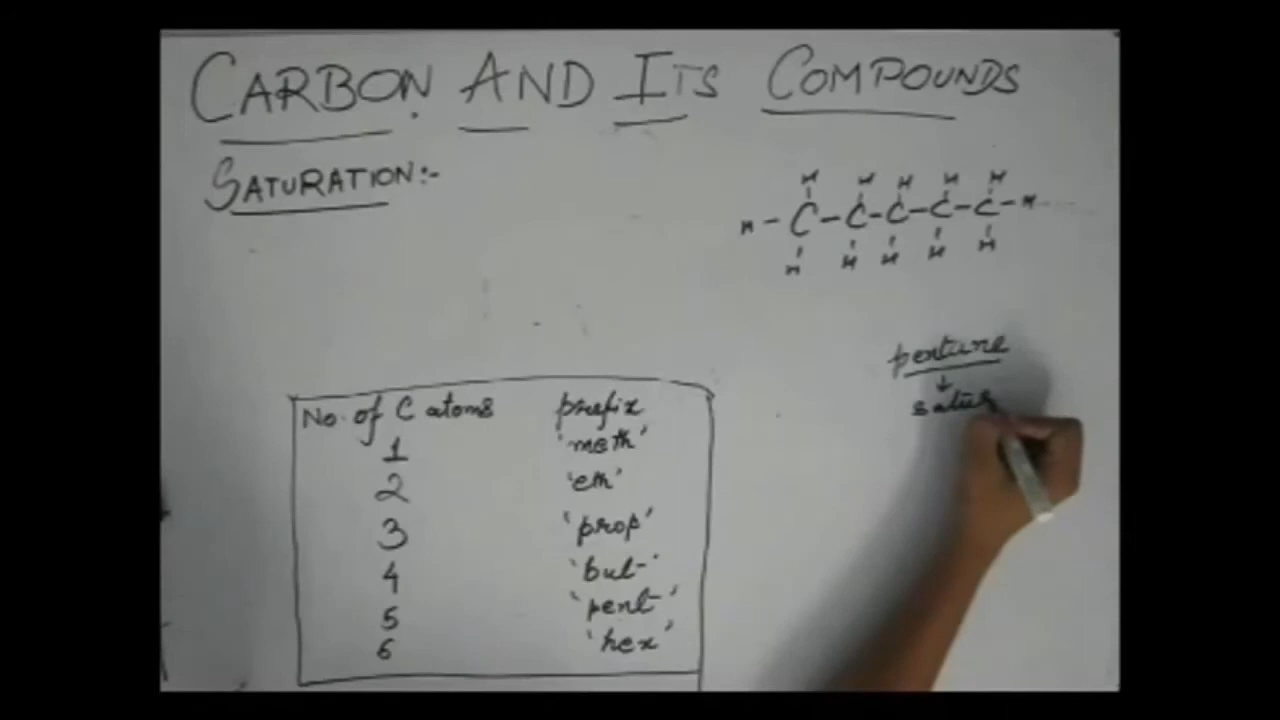 CARBON AND ITS COMPOUNDS
SATURATION:-
H H H H H
H - C - C - C - C - C - H
H H H H H
pentane
↓
satur
No. of C atoms prefix
1 'meth'
2 'eth'
3 'prop'
4 'but'
5 'pent'
6 'hex'